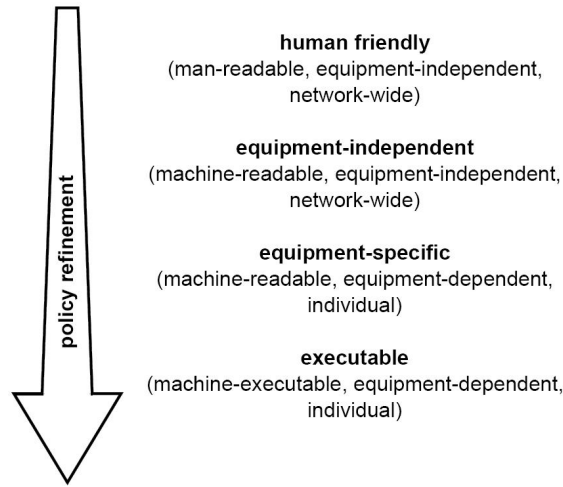 policy refinement
human friendly
(man-readable, equipment-independent,
network-wide)
equipment-independent
(machine-readable, equipment-independent,
network-wide)
equipment-specific
(machine-readable, equipment-dependent,
individual)
executable
(machine-executable, equipment-dependent,
individual)